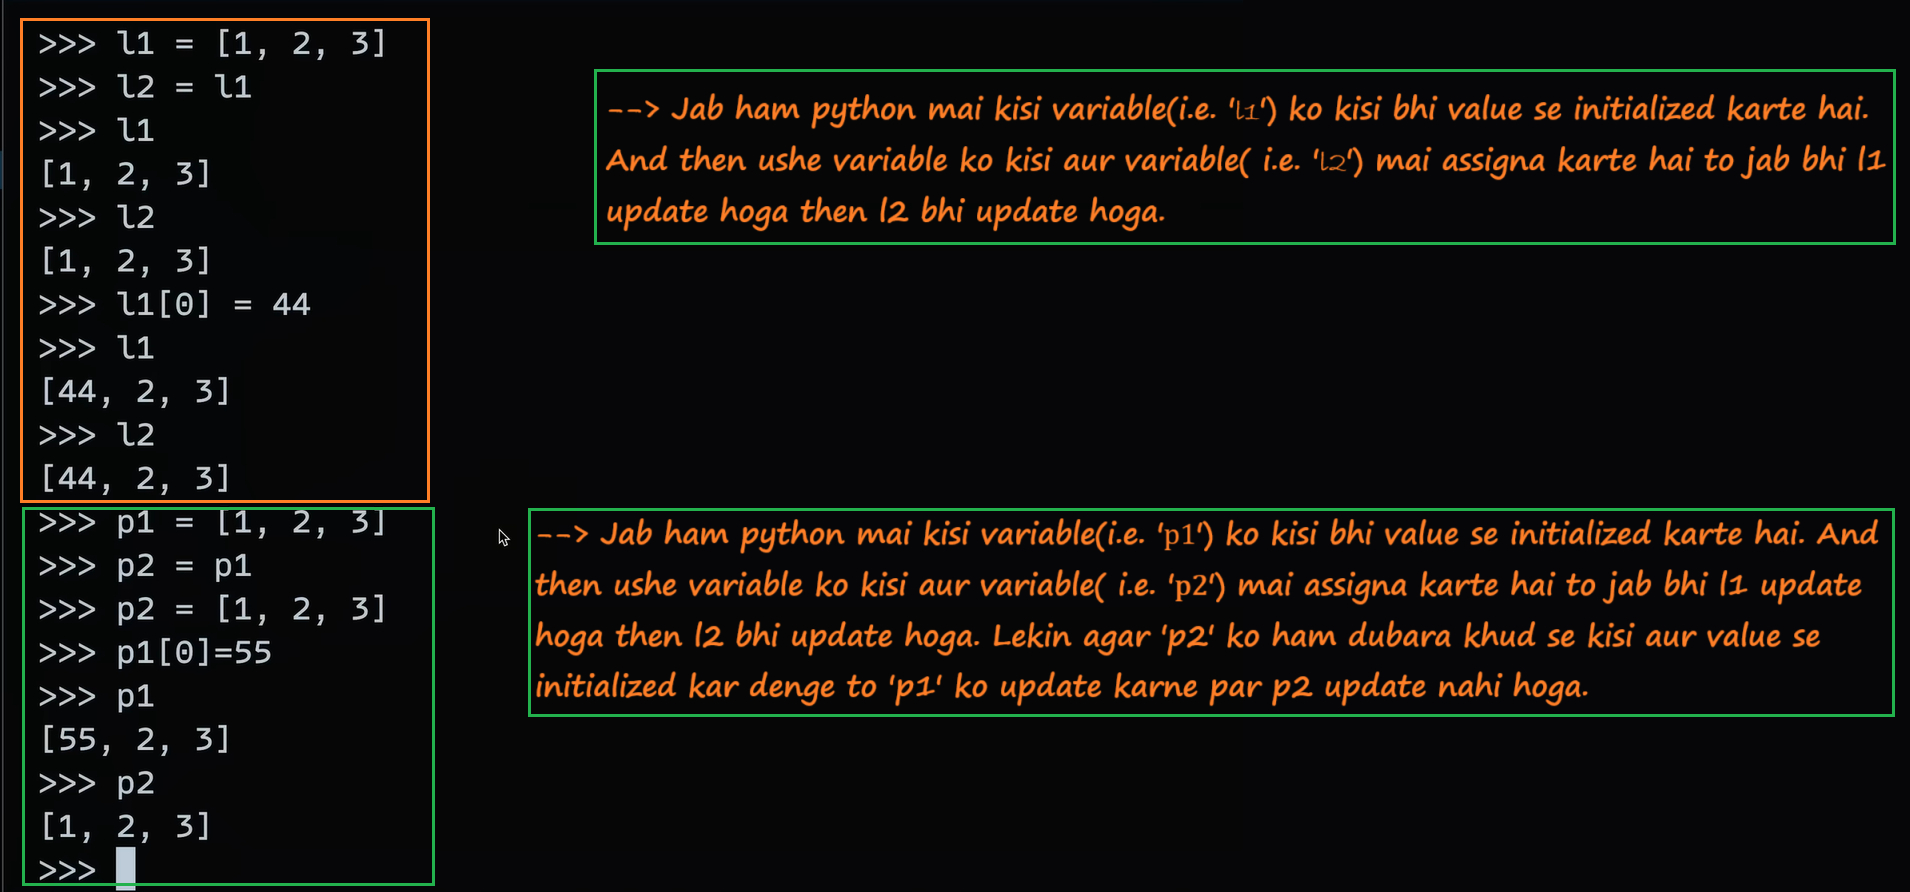 >>> l1 = [1, 2, 3]
>>> l2 = l1
>>> l1
[1, 2, 3]
>>> l2
[1, 2, 3]
>>> l1[0] = 44
>>> l1
[44, 2, 3]
>>> l2
[44, 2, 3]
--> Jab ham python mai kisi variable(i.e. 'l1') ko kisi bhi value se initialized karte hai.
And then ushe variable ko kisi aur variable( i.e. 'l2') mai assigna karte hai to jab bhi l1
update hoga then l2 bhi update hoga.
>>> p1 = [1, 2, 3]
>>> p2 = p1
>>> p2 = [1, 2, 3]
>>> p1[0]=55
>>> p1
[55, 2, 3]
>>> p2
[1, 2, 3]
>>>
--> Jab ham python mai kisi variable(i.e. 'p1') ko kisi bhi value se initialized karte hai. And
then ushe variable ko kisi aur variable( i.e. 'p2') mai assigna karte hai to jab bhi l1 update
hoga then l2 bhi update hoga. Lekin agar 'p2' ko ham dubara khud se kisi aur value se
initialized kar denge to 'p1' ko update karne par p2 update nahi hoga.